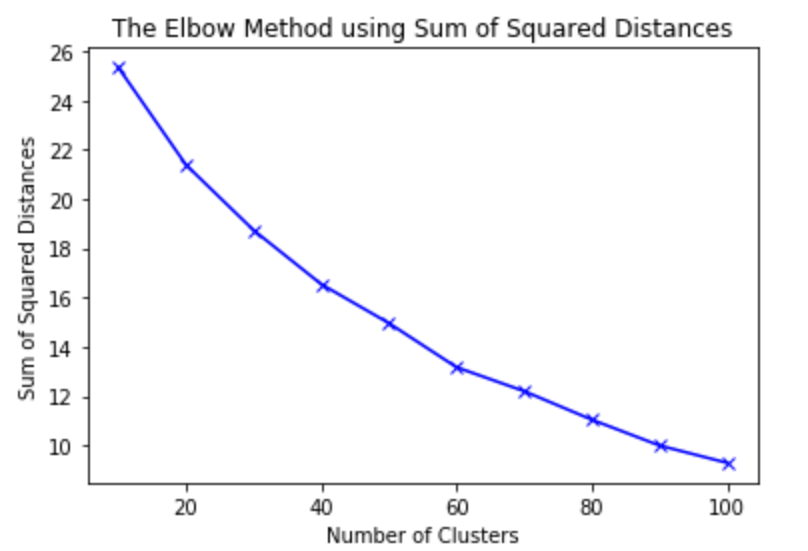 The Elbow Method using Sum of Squared Distances
26
24
22
20
18
16
14
12
10
Sum of Squared Distances
20 40 60 80 100
Number of Clusters